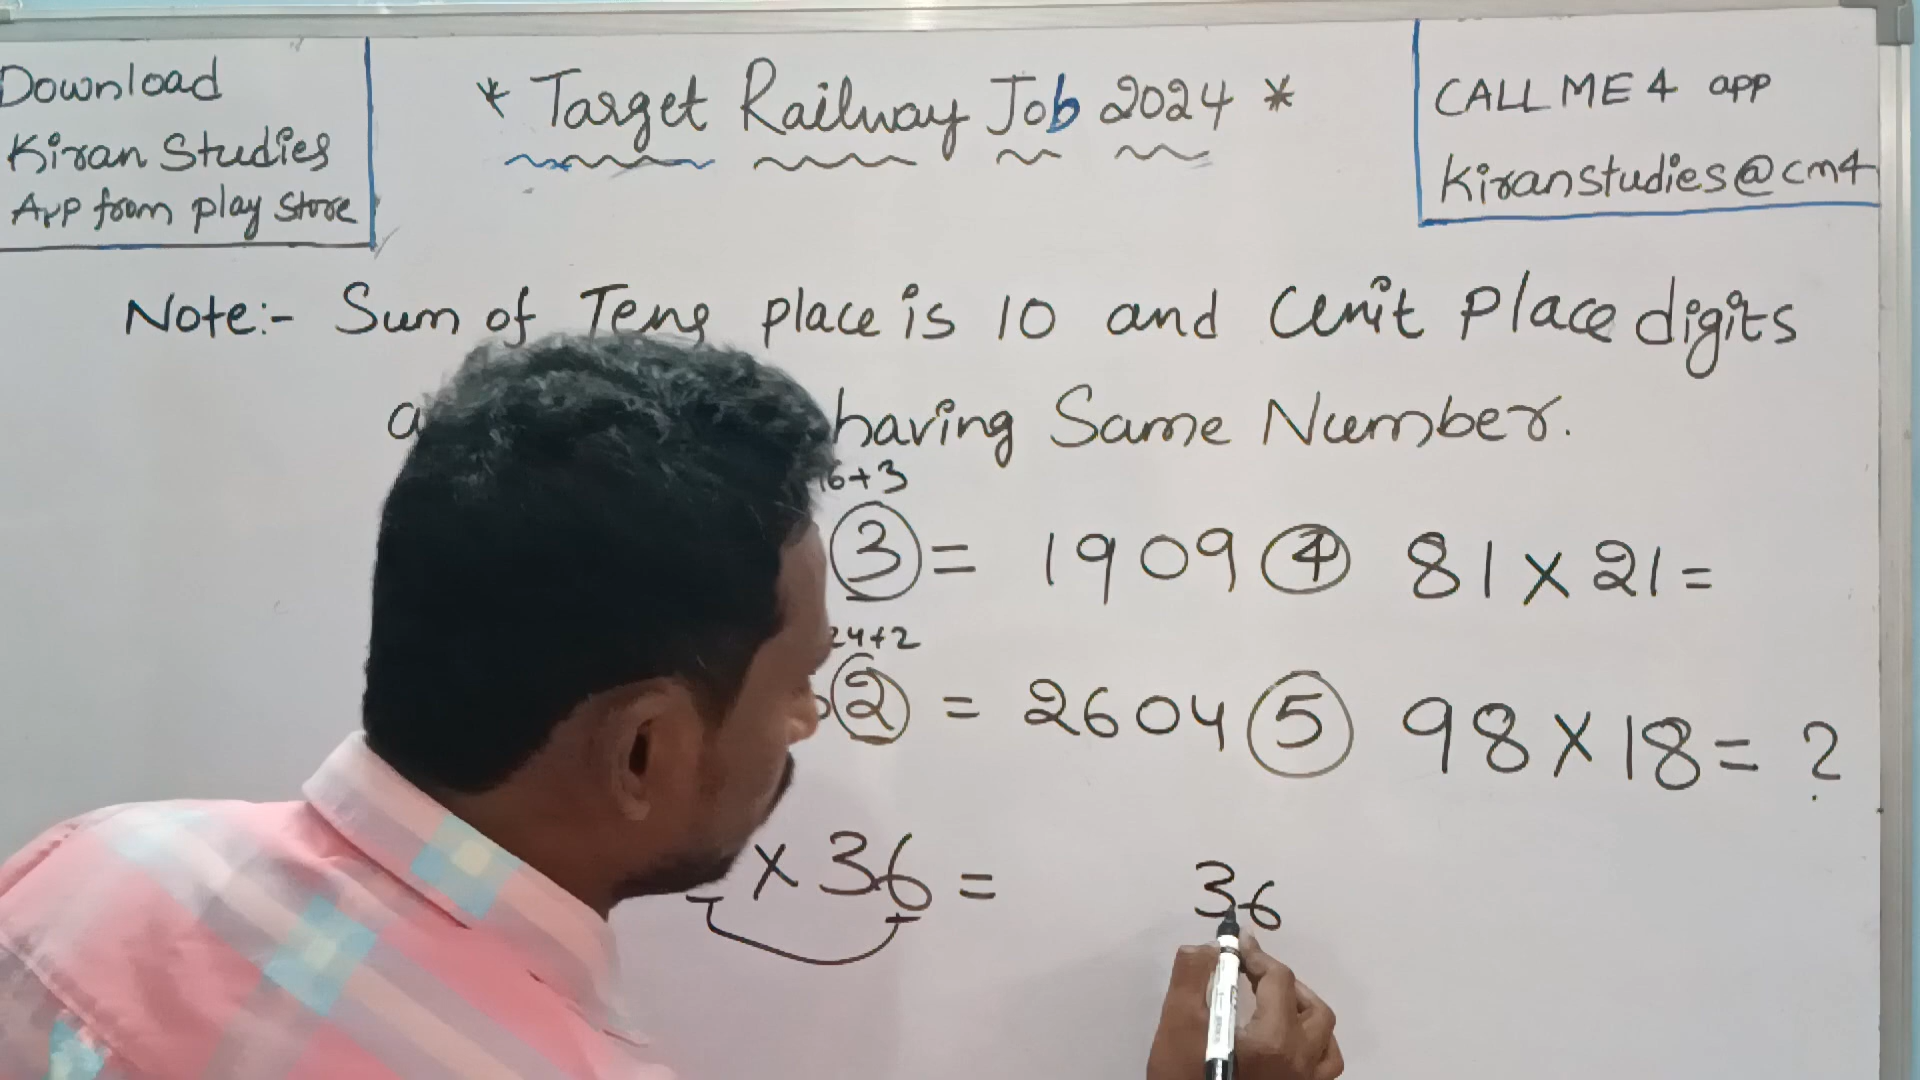 Download
Kiran Studies
App from play store
* Target Railway Job 2024 *
CALL ME 4 app
kiranstudies@cm4
Note:- Sum of Tens place is 10 and Unit Place digits
having Same Number.
16+3
3 = 1909
4 81 × 21 =
24+2
2 = 2604
5 98 × 18 = ?
× 36 =
36